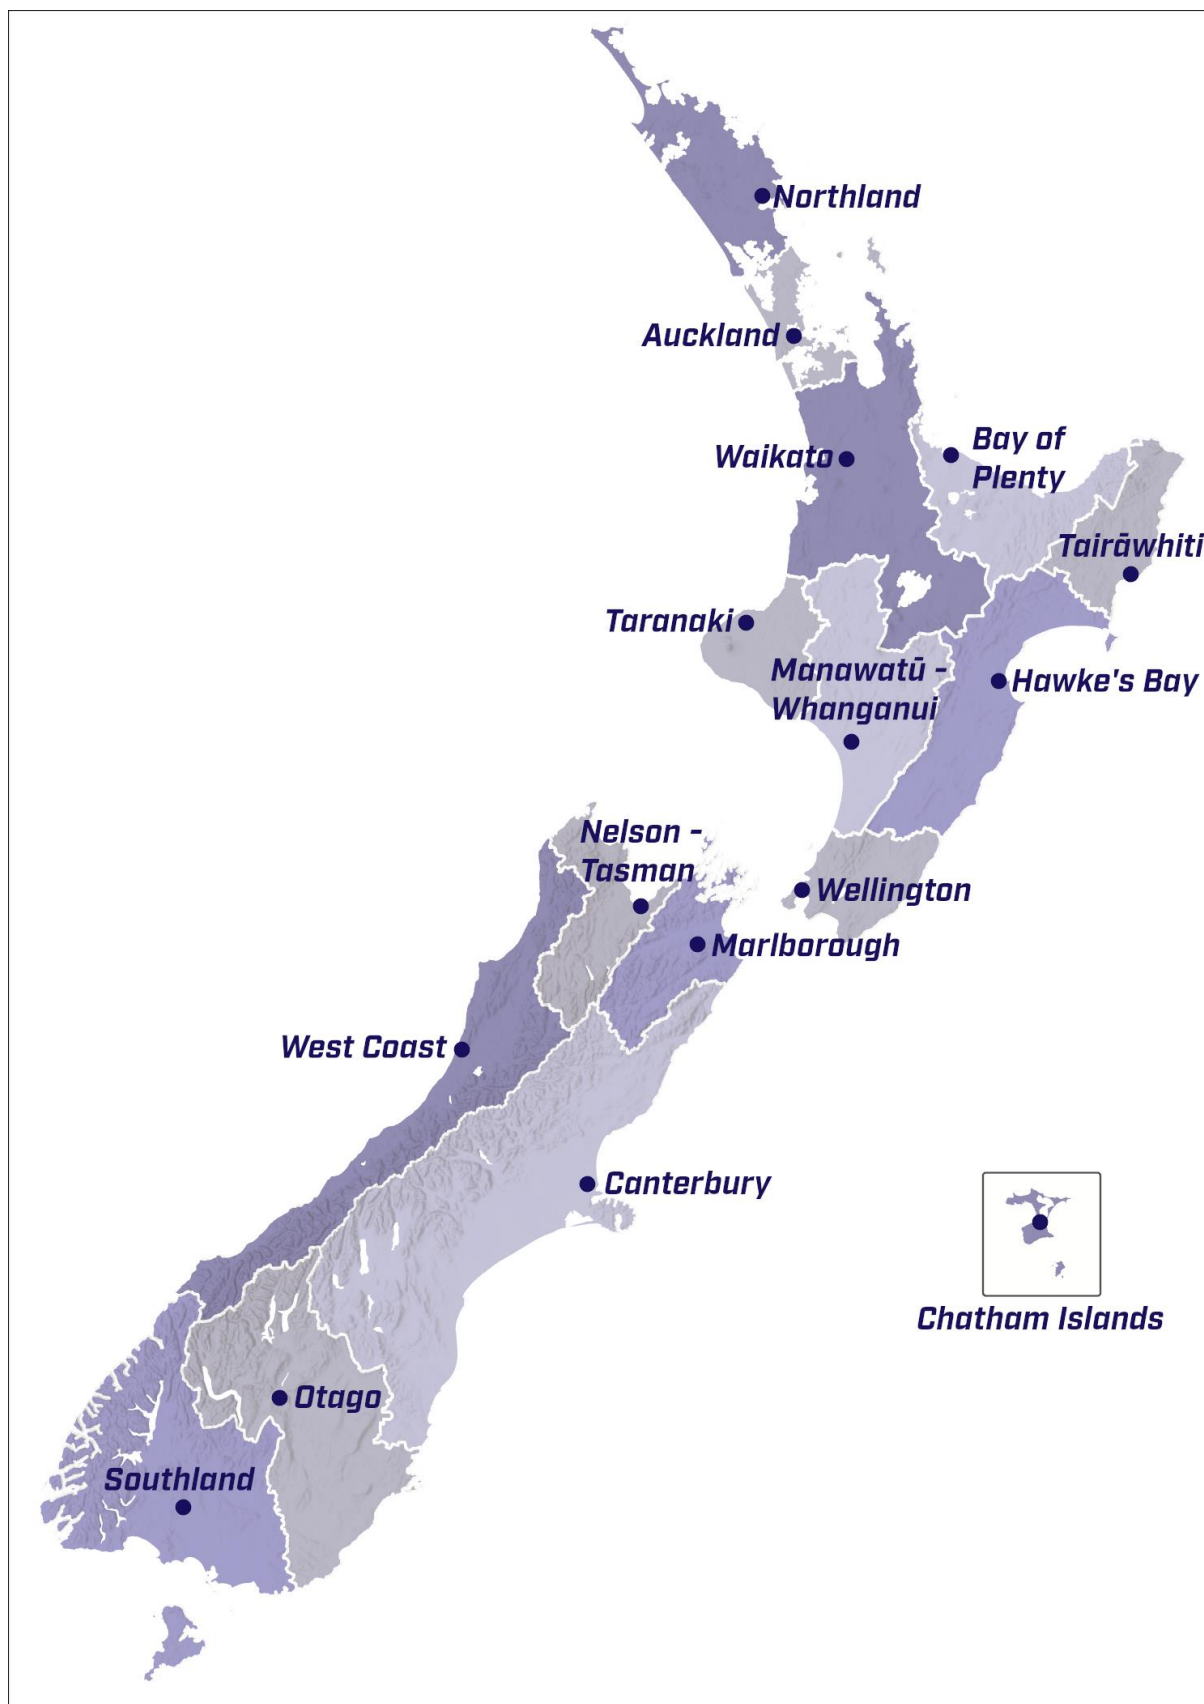 Northland
Auckland
Waikato
Bay of
Plenty
Tairāwhiti
Taranaki
Manawatū -
Whanganui
Hawke's Bay
Nelson -
Tasman
Wellington
Marlborough
West Coast
Canterbury
Chatham Islands
Otago
Southland